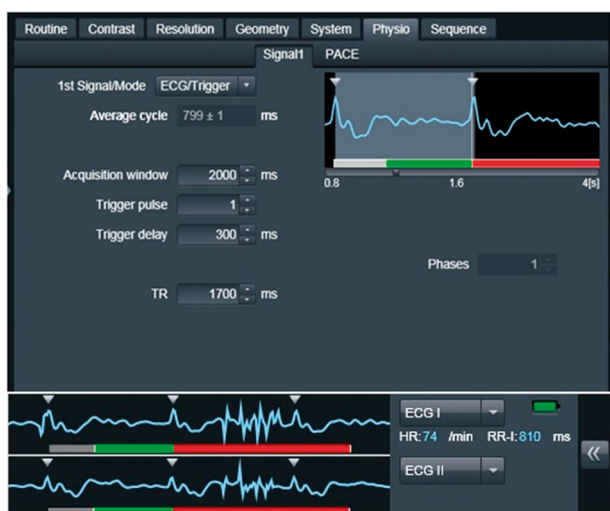 Routine Contrast Resolution Geometry System Physio Sequence
Signal1 PACE
1st Signal/Mode ECG/Trigger
Average cycle 799 ± 1 ms
Acquisition window 2000 ms
Trigger pulse 1
Trigger delay 300 ms
TR 1700 ms
0.8 1.6 4[s]
Phases 1
ECG I
HR:74 /min RR-I:810 ms
ECG II